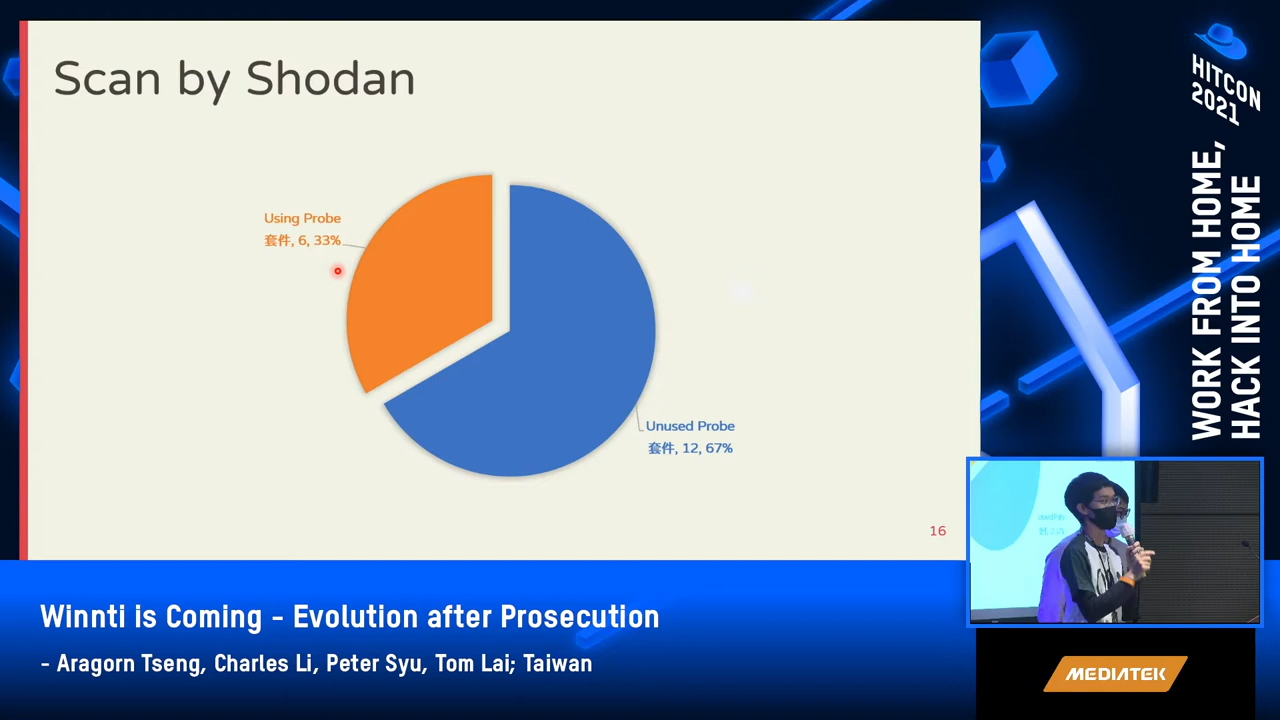 Scan by Shodan
Using Probe
套件, 6, 33%
Unused Probe
套件, 12, 67%
16
HITCON
2021
WORK FROM HOME,
HACK INTO HOME
Winnti is Coming - Evolution after Prosecution
- Aragorn Tseng, Charles Li, Peter Syu, Tom Lai; Taiwan
MEDIATEK